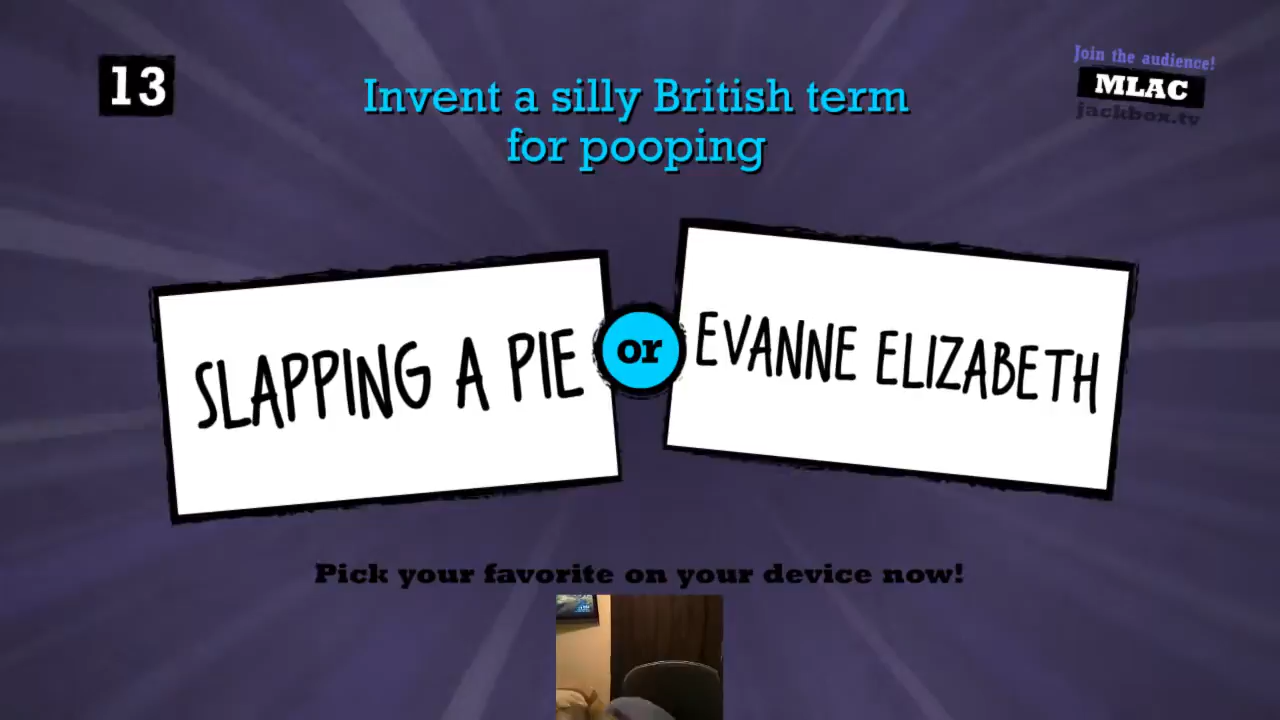 Join the audience!
13
MLAC
Invent a silly British term
jackbox.tv
for pooping
SLAPPING A PIE
or
EVANNE ELIZABETH
Pick your favorite on your device now!